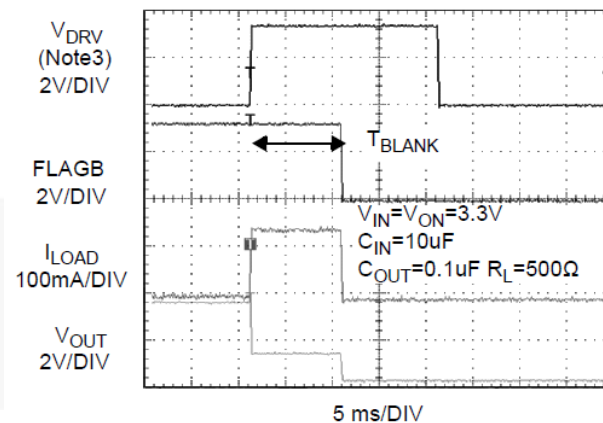 VDRV
(Note3)
2V/DIV
TBLANK
FLAGB
2V/DIV
VIN=VON=3.3V
CIN=10uF
COUT=0.1uF RL=500Ω
ILOAD
100mA/DIV
VOUT
2V/DIV
5 ms/DIV
T
T
T